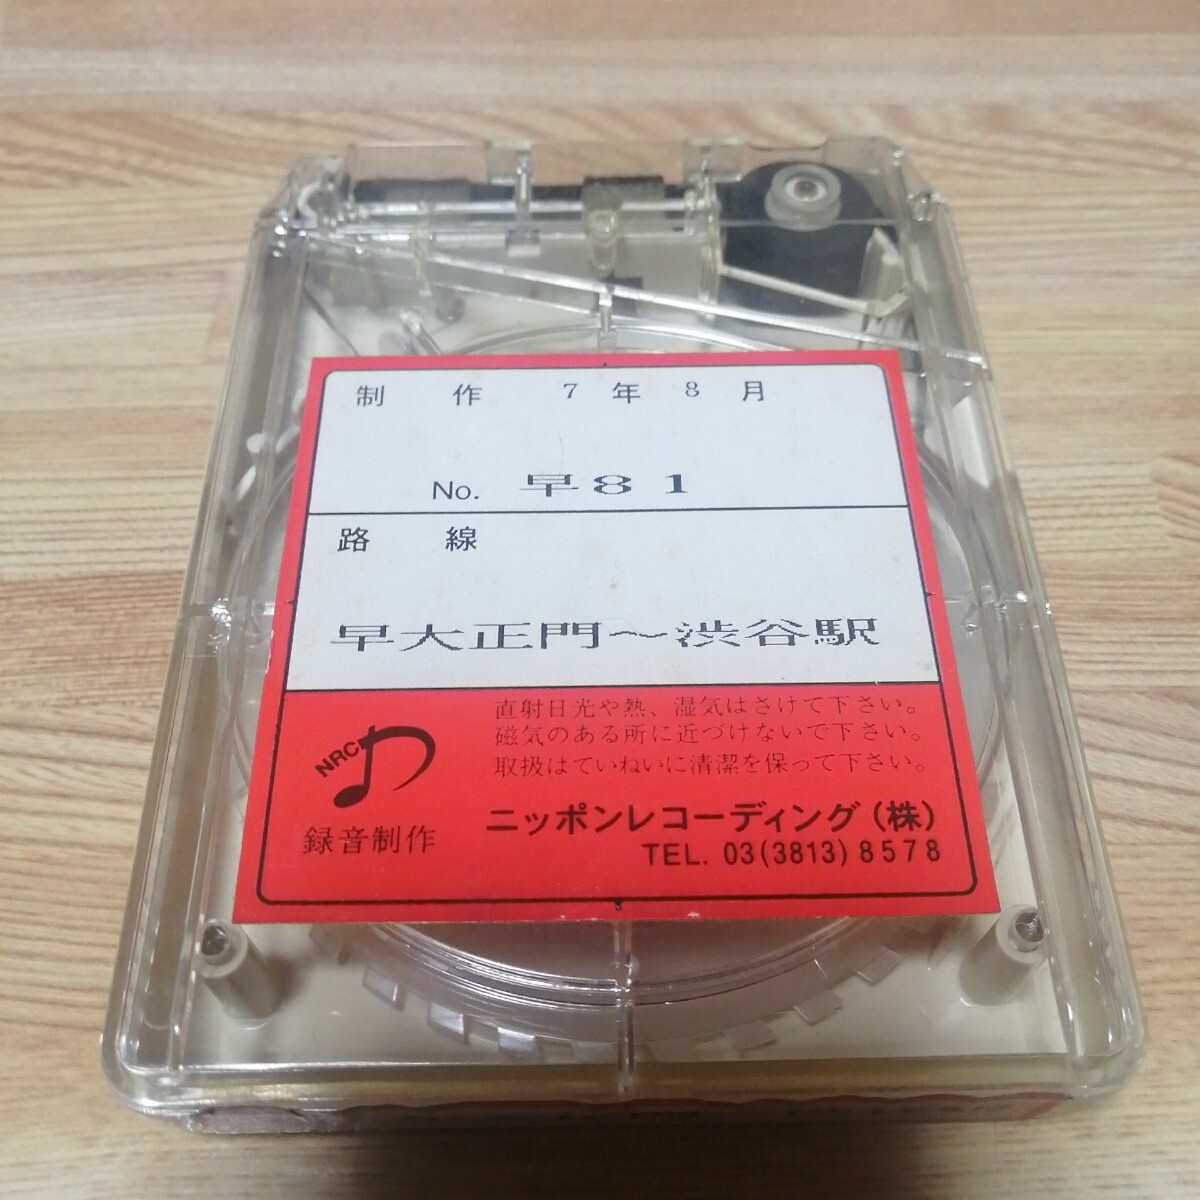 制作 7年8月
No. 早81
路線
早大正門～渋谷駅
直射日光や熱、湿気はさけて下さい。
磁気のある所に近づけないで下さい。
取扱はていねいに清潔を保って下さい。
NRC
録音制作
ニッポンレコーディング(株)
TEL. 03(3813)8578